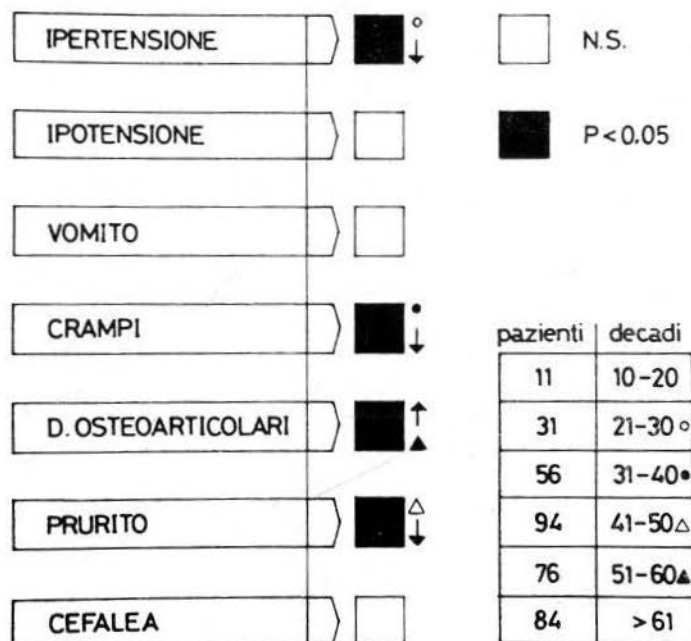 IPERTENSIONE
IPOTENSIONE
VOMITO
CRAMPI
D. OSTEOARTICOLARI
PRURITO
CEFALEA
N.S.
P < 0.05
pazienti decadi
11 10-20
31 21-30
56 31-40
94 41-50
76 51-60
84 > 61